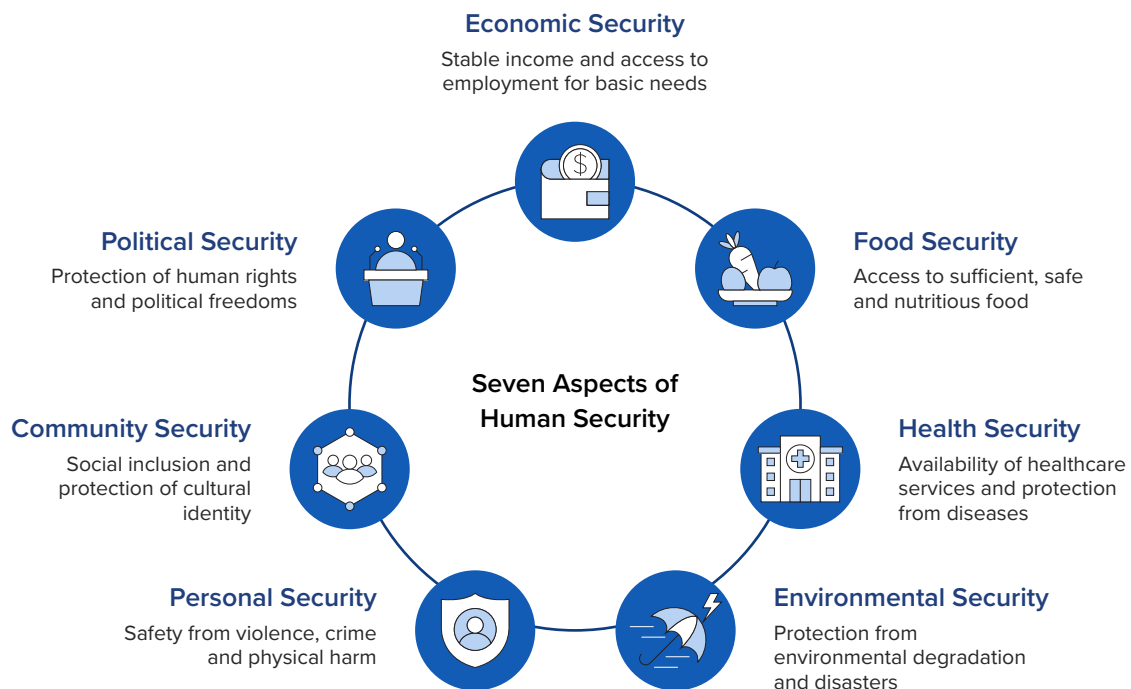 Economic Security
Stable income and access to
employment for basic needs
Political Security
Protection of human rights
and political freedoms
$
Food Security
Access to sufficient, safe
and nutritious food
Seven Aspects of
Human Security
Community Security
Social inclusion and
protection of cultural
identity
Health Security
Availability of healthcare
services and protection
from diseases
Personal Security
Safety from violence, crime
and physical harm
Environmental Security
Protection from
environmental degradation
and disasters